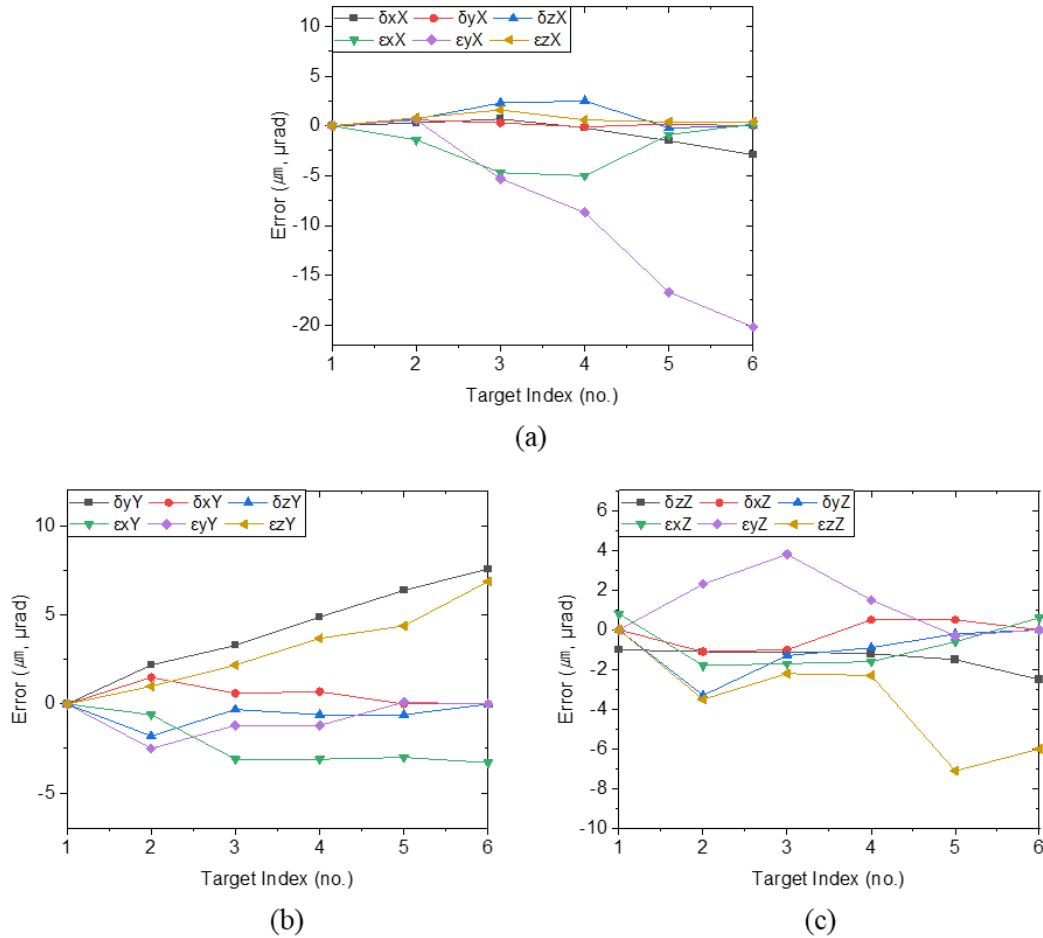 δxX δyX δzX
εxX εyX εzX
10
5
0
-5
-10
-15
-20
Error (㎛, μrad)
1 2 3 4 5 6
Target Index (no.)
(a)
δyY δxY δzY
εxY εyY εzY
10
5
0
-5
Error (㎛, μrad)
1 2 3 4 5 6
Target Index (no.)
(b)
δzZ δxZ δyZ
εxZ εyZ εzZ
6
4
2
0
-2
-4
-6
-8
-10
Error (㎛, μrad)
1 2 3 4 5 6
Target Index (no.)
(c)